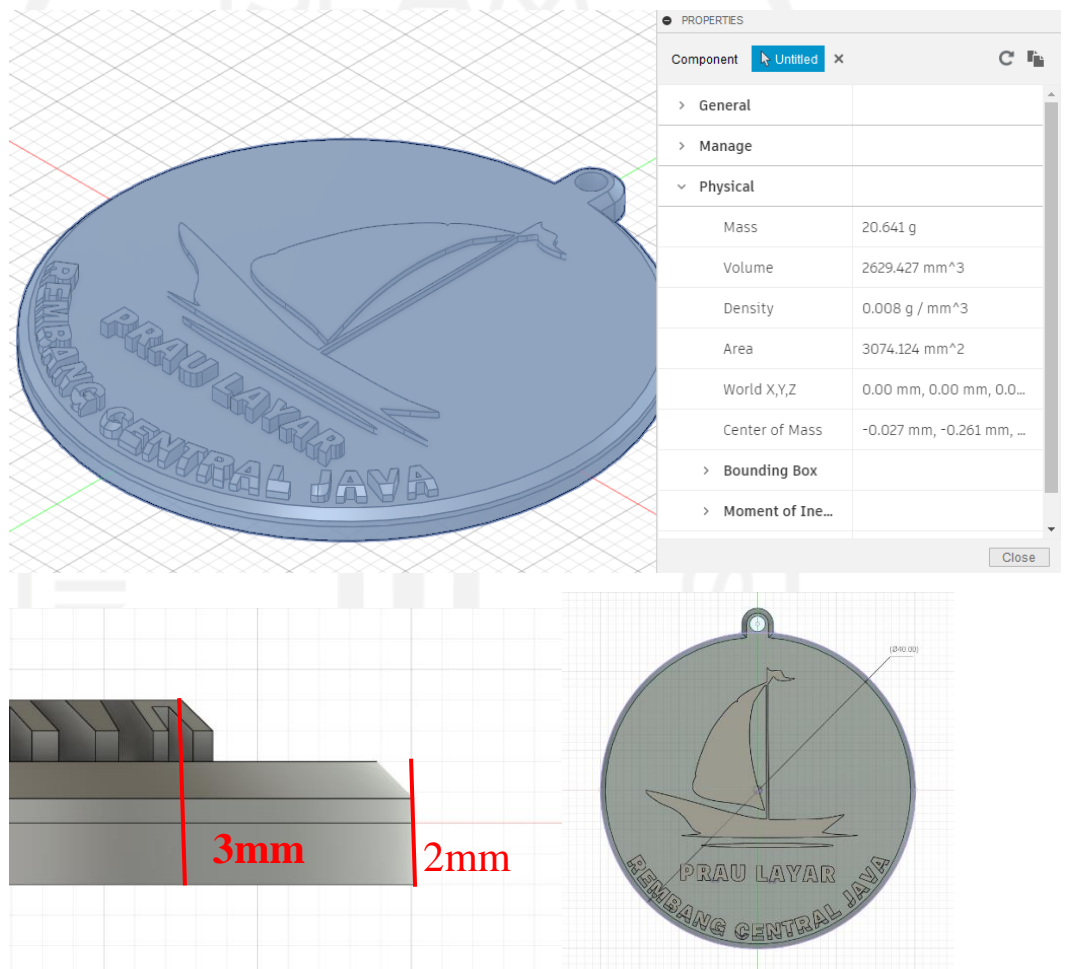 PROPERTIES
Component Untitled ×
General
Manage
Physical
Mass 20.641 g
Volume 2629.427 mm^3
Density 0.008 g / mm^3
Area 3074.124 mm^2
World X,Y,Z 0.00 mm, 0.00 mm, 0.0...
Center of Mass -0.027 mm, -0.261 mm, ...
Bounding Box
Moment of Ine...
Close
PRAU LAYAR
REMBANG CENTRAL JAVA
3mm
2mm
(Ø40.00)
PRAU LAYAR
REMBANG CENTRAL JAVA